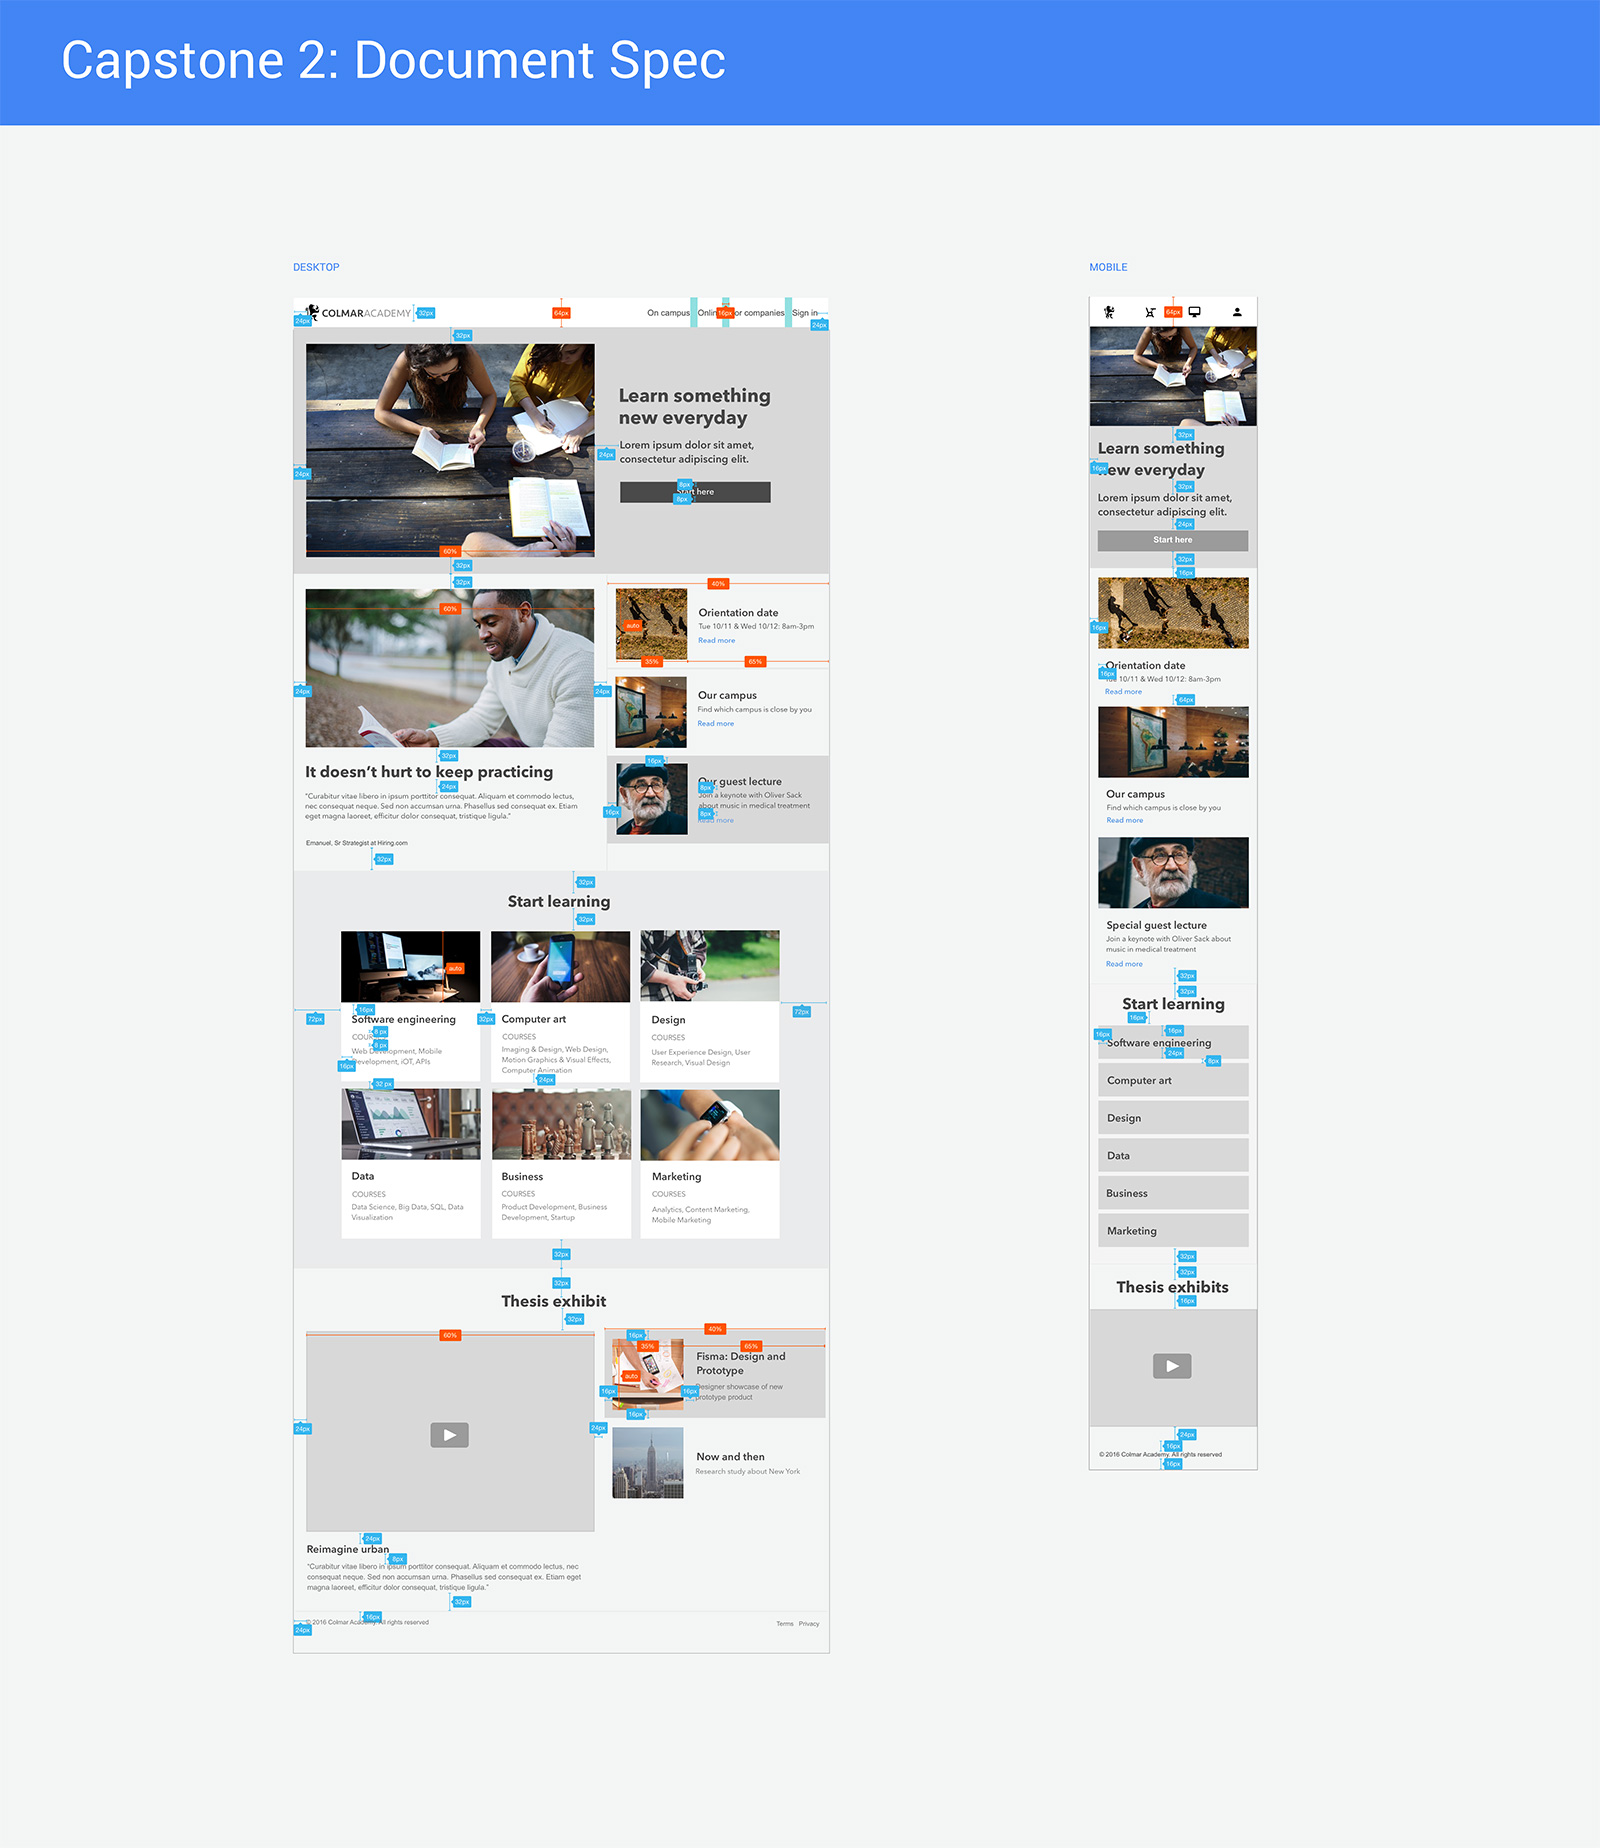 Capstone 2: Document Spec
DESKTOP
COLMARACADEMY
32px
64px
On campus
16px
or companies
Sign in
24px
24px
32px
Learn something
new everyday
Lorem ipsum dolor sit amet,
consectetur adipiscing elit.
24px
24px
8px
Start here
8px
60%
32px
32px
60%
24px
24px
32px
It doesn't hurt to keep practicing
24px
"Curabitur vitae libero in ipsum porttitor consequat. Aliquam et commodo lectus,
nec consequat neque. Sed non accumsan urna. Phasellus sed consequat ex. Etiam
eget magna laoreet, efficitur dolor consequat, tristique ligula."
Emanuel, Sr Strategist at Hiring.com
32px
40%
Orientation date
auto
Tue 10/11 & Wed 10/12: 8am-3pm
Read more
35%
65%
Our campus
Find which campus is close by you
Read more
16px
Our guest lecture
8px
Join a keynote with Oliver Sack
about music in medical treatment
16px
8px
Read more
32px
Start learning
32px
auto
72px
16px
32px
72px
Software engineering
COURSES
8 px
8 px
Web Development, Mobile
Development, iOT, APIs
16px
32 px
Computer art
COURSES
Imaging & Design, Web Design,
Motion Graphics & Visual Effects,
Computer Animation
24px
Design
COURSES
User Experience Design, User
Research, Visual Design
Data
COURSES
Data Science, Big Data, SQL, Data
Visualization
Business
COURSES
Product Development, Business
Development, Startup
Marketing
COURSES
Analytics, Content Marketing,
Mobile Marketing
32px
32px
Thesis exhibit
32px
60%
24px
24px
40%
16px
35%
65%
Fisma: Design and
Prototype
auto
16px
16px
Designer showcase of new
prototype product
16px
Now and then
Research study about New York
24px
Reimagine urban
8px
"Curabitur vitae libero in ipsum porttitor consequat. Aliquam et commodo lectus, nec
consequat neque. Sed non accumsan urna. Phasellus sed consequat ex. Etiam eget
magna laoreet, efficitur dolor consequat, tristique ligula."
32px
16px
© 2016 Colmar Academy. All rights reserved
24px
Terms
Privacy
MOBILE
64px
32px
Learn something
16px
new everyday
32px
Lorem ipsum dolor sit amet,
consectetur adipiscing elit.
24px
Start here
32px
16px
16px
Orientation date
16px
Tue 10/11 & Wed 10/12: 8am-3pm
Read more
64px
Our campus
Find which campus is close by you
Read more
Special guest lecture
Join a keynote with Oliver Sack about
music in medical treatment
Read more
32px
32px
Start learning
16px
16px
16px
Software engineering
24px
8px
Computer art
Design
Data
Business
Marketing
32px
32px
Thesis exhibits
16px
24px
16px
© 2016 Colmar Academy. All rights reserved
16px